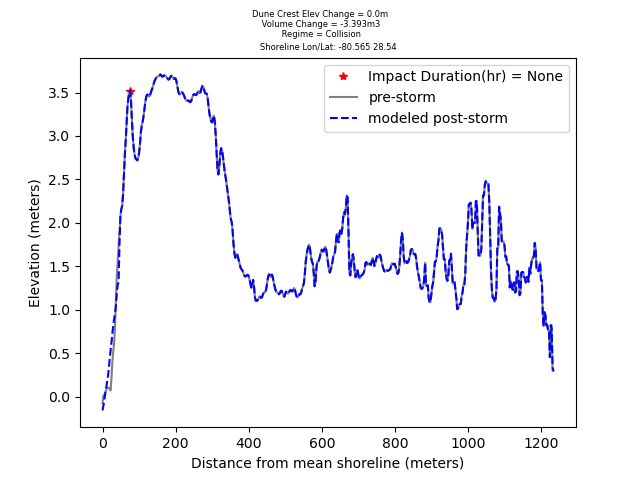 Dune Crest Elev Change = 0.0m
Volume Change = -3.393m3
Regime = Collision
Shoreline Lon/Lat: -80.565 28.54
Impact Duration(hr) = None
pre-storm
modeled post-storm
Elevation (meters)
3.5
3.0
2.5
2.0
1.5
1.0
0.5
0.0
0 200 400 600 800 1000 1200
Distance from mean shoreline (meters)